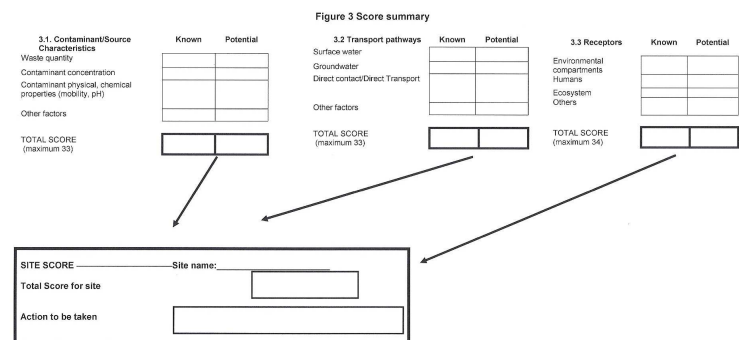 Figure 3 Score summary
3.1. Contaminant/Source Characteristics Known Potential
Waste quantity
Contaminant concentration
Contaminant physical, chemical
properties (mobility, pH)
Other factors
TOTAL SCORE
(maximum 33)
3.2 Transport pathways Known Potential
Surface water
Groundwater
Direct contact/Direct Transport
Other factors
TOTAL SCORE
(maximum 33)
3.3 Receptors Known Potential
Environmental
compartments
Humans
Ecosystem
Others
TOTAL SCORE
(maximum 34)
SITE SCORE Site name:
Total Score for site
Action to be taken